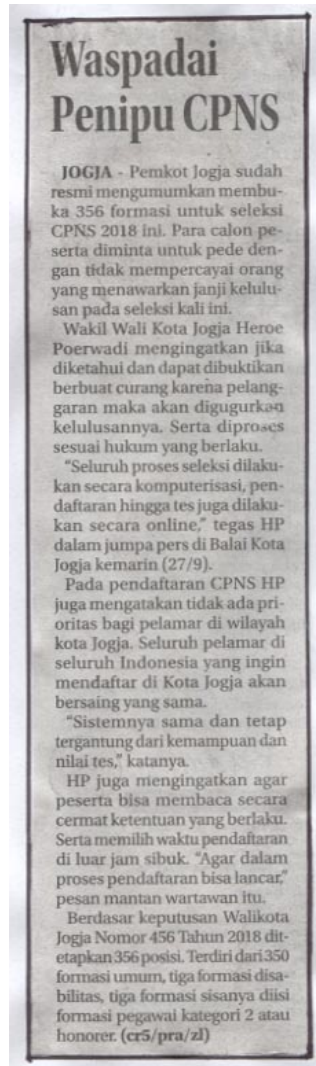 Waspadai
Penipu CPNS
JOGJA - Pemkot Jogja sudah
resmi mengumumkan membu-
ka 356 formasi untuk seleksi
CPNS 2018 ini. Para calon pe-
serta diminta untuk pede den-
gan tidak mempercayai orang
yang menawarkan janji kelulu-
san pada seleksi kali ini.
Wakil Wali Kota Jogja Heroe
Poerwadi mengingatkan jika
diketahui dan dapat dibuktikan
berbuat curang karena pelang-
garan maka akan digugurkan
kelulusannya. Serta diproses
sesuai hukum yang berlaku.
"Seluruh proses seleksi dilaku-
kan secara komputerisasi, pen-
daftaran hingga tes juga dilaku-
kan secara online," tegas HP
dalam jumpa pers di Balai Kota
Jogja kemarin (27/9).
Pada pendaftaran CPNS HP
juga mengatakan tidak ada pri-
oritas bagi pelamar di wilayah
kota Jogja. Seluruh pelamar di
seluruh Indonesia yang ingin
mendaftar di Kota Jogja akan
bersaing yang sama.
"Sistemnya sama dan tetap
tergantung dari kemampuan dan
nilai tes," katanya.
HP juga mengingatkan agar
peserta bisa membaca secara
cermat ketentuan yang berlaku.
Serta memilih waktu pendaftaran
di luar jam sibuk. "Agar dalam
proses pendaftaran bisa lancar,"
pesan mantan wartawan itu.
Berdasar keputusan Walikota
Jogja Nomor 456 Tahun 2018 dit-
etapkan 356 posisi. Terdiri dari 350
formasi umum, tiga formasi disa-
bilitas, tiga formasi sisanya diisi
formasi pegawai kategori 2 atau
honorer. (cr5/pra/zl)